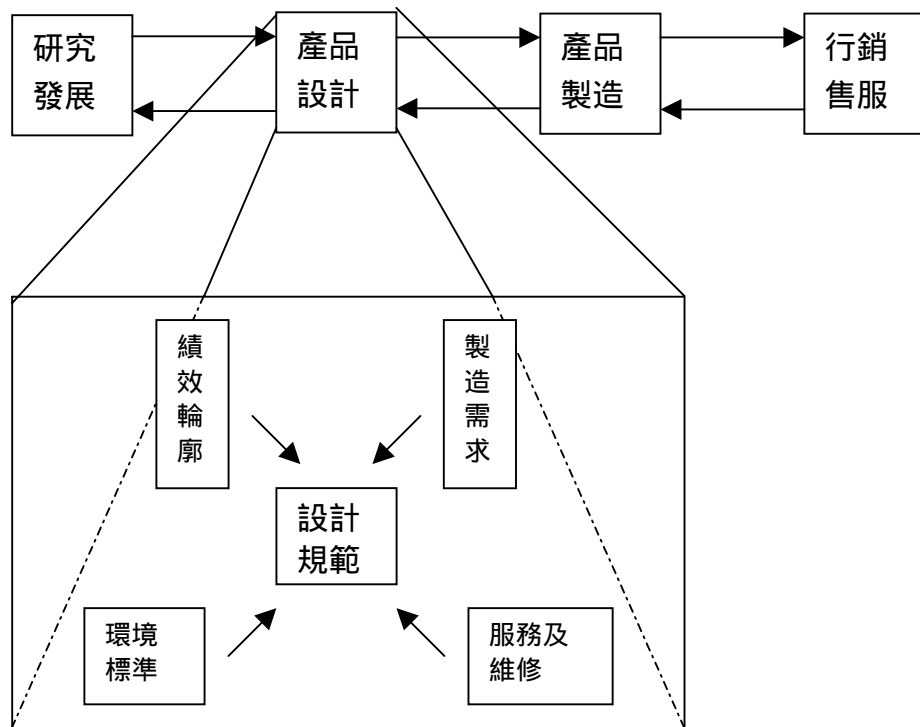 研究
發展
產品
設計
產品
製造
行銷
售服
績
效
輪
廓
製
造
需
求
設計
規範
環境
標準
服務及
維修